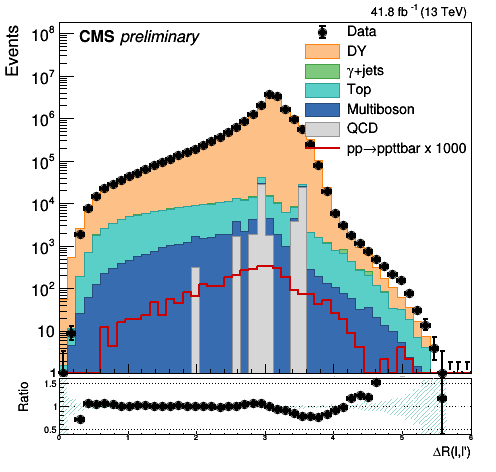 41.8 fb⁻¹ (13 TeV)
CMS preliminary
Events
10⁸
10⁷
10⁶
10⁵
10⁴
10³
10²
10
1
Data
DY
γ+jets
Top
Multiboson
QCD
pp→ppttbar x 1000
Ratio
1.5
1
0.5
0 1 2 3 4 5 6
ΔR(l,l')